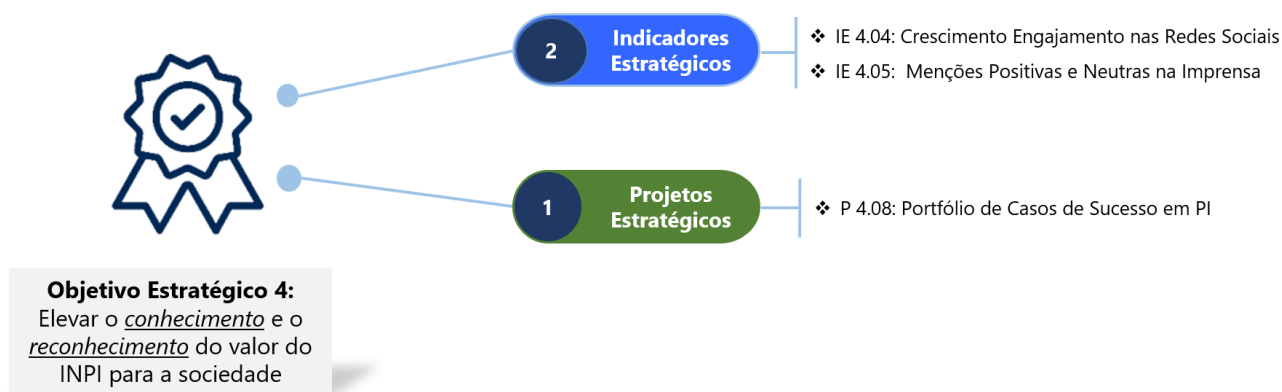 2
Indicadores
Estratégicos
❖ IE 4.04: Crescimento Engajamento nas Redes Sociais
❖ IE 4.05:  Menções Positivas e Neutras na Imprensa
1
Projetos
Estratégicos
❖ P 4.08: Portfólio de Casos de Sucesso em PI
Objetivo Estratégico 4:
Elevar o conhecimento e o
reconhecimento do valor do
INPI para a sociedade